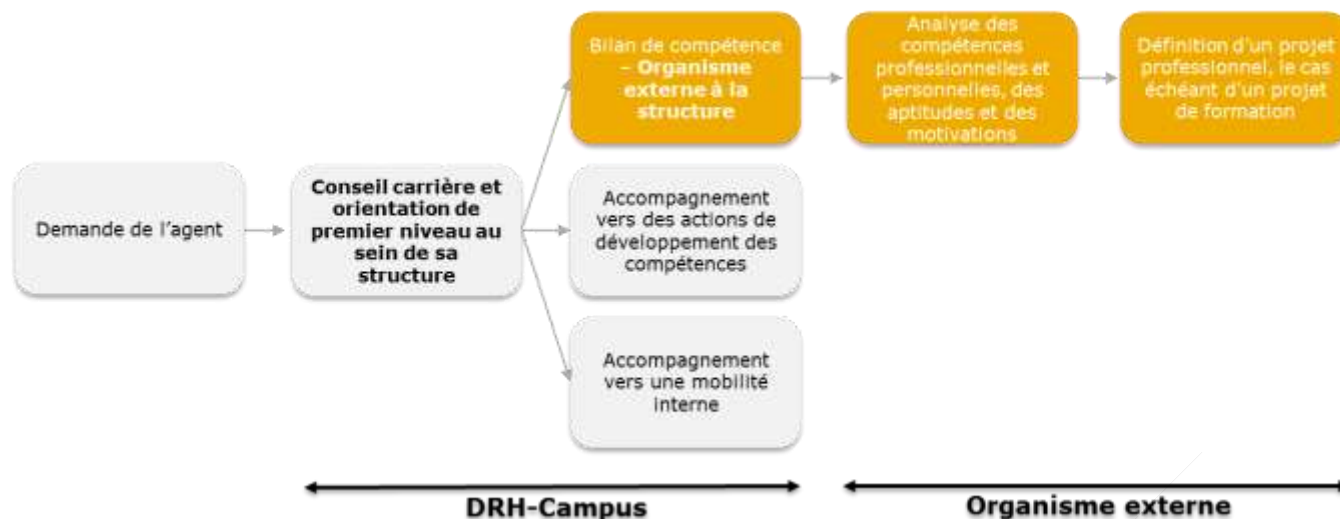 Demande de l'agent
Conseil carrière et
orientation de
premier niveau au
sein de sa
structure
Bilan de compétence
– Organisme
externe à la
structure
Analyse des
compétences
professionnelles et
personnelles, des
aptitudes et des
motivations
Définition d'un projet
professionnel, le cas
échéant d'un projet
de formation
Accompagnement
vers des actions de
développement des
compétences
Accompagnement
vers une mobilité
interne
DRH-Campus
Organisme externe